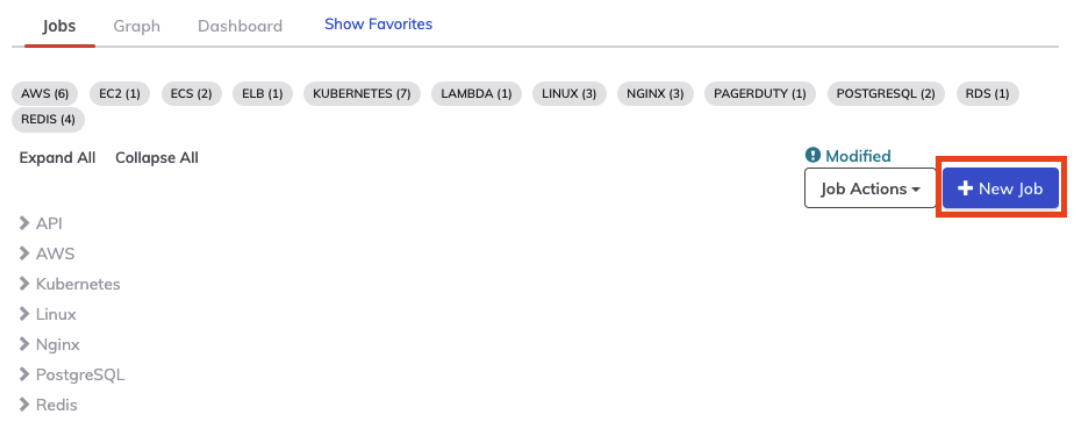 Jobs Graph Dashboard Show Favorites
AWS (6) EC2 (1) ECS (2) ELB (1) KUBERNETES (7) LAMBDA (1) LINUX (3) NGINX (3) PAGERDUTY (1) POSTGRESQL (2) RDS (1)
REDIS (4)
Expand All Collapse All Modified
Job Actions New Job
API
AWS
Kubernetes
Linux
Nginx
PostgreSQL
Redis